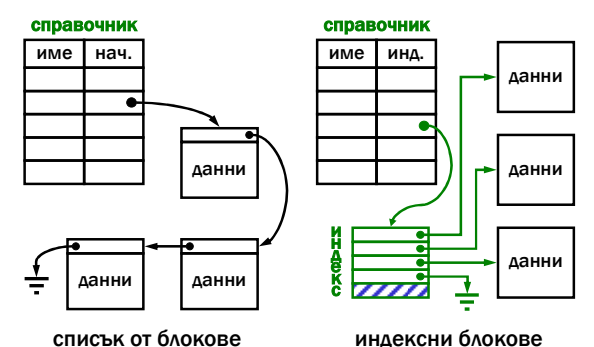 справочник
име нач.
данни
данни
данни
списък от блокове
справочник
име инд.
данни
данни
данни
ИНДЕКС
индексни блокове